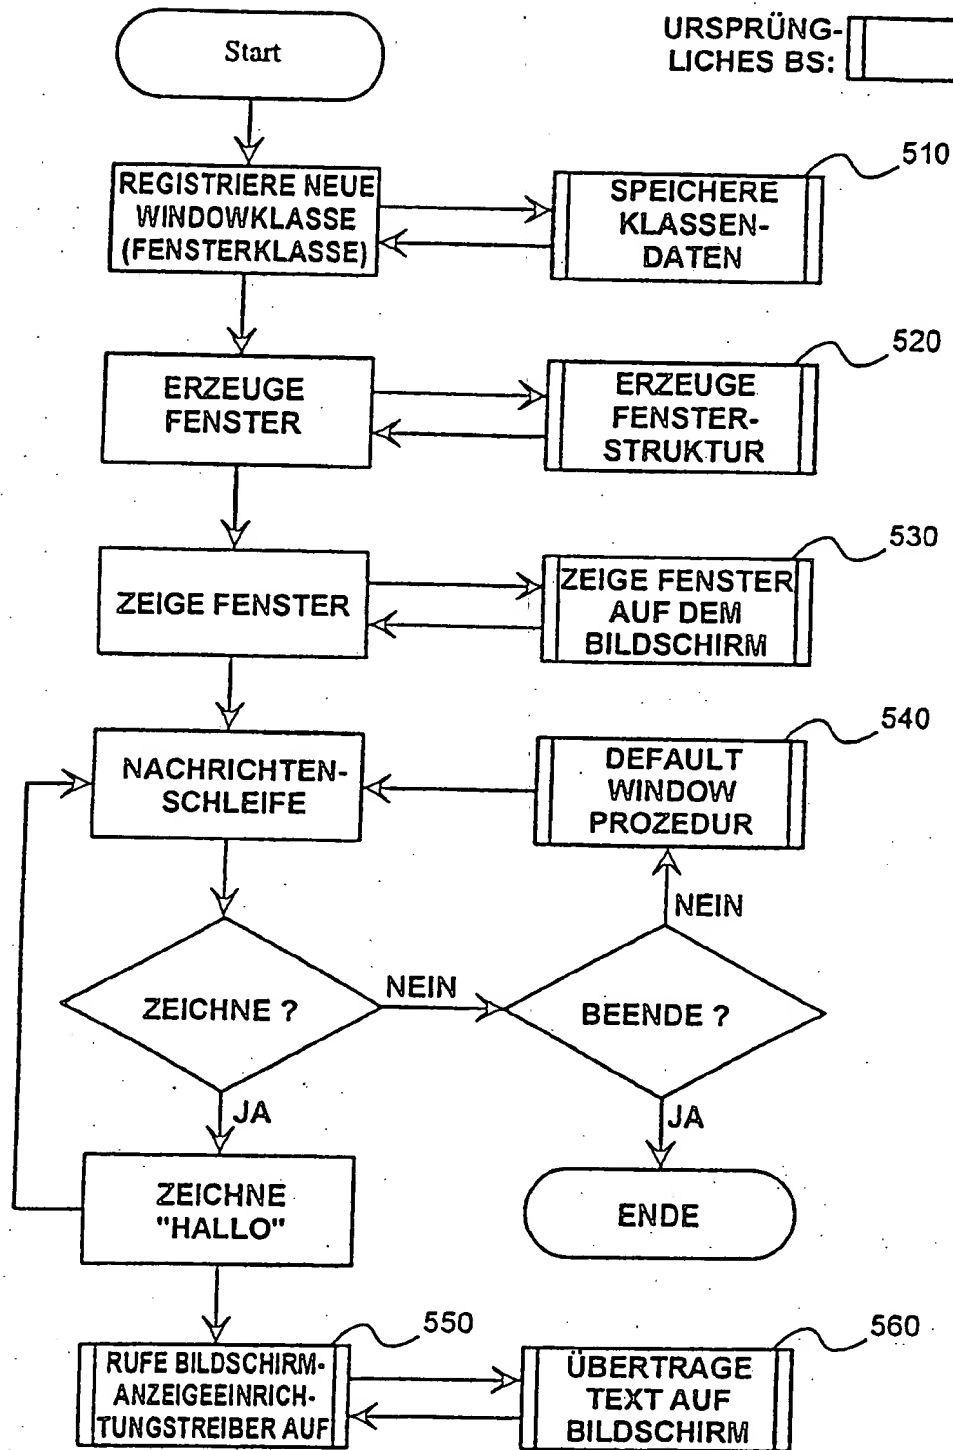 Start
URSPRÜNG-
LICHES BS:
REGISTRIERE NEUE
WINDOWKLASSE
(FENSTERKLASSE)
510
SPEICHERE
KLASSEN-
DATEN
ERZEUGE
FENSTER
520
ERZEUGE
FENSTER-
STRUKTUR
ZEIGE FENSTER
530
ZEIGE FENSTER
AUF DEM
BILDSCHIRM
NACHRICHTEN-
SCHLEIFE
540
DEFAULT
WINDOW
PROZEDUR
NEIN
ZEICHNE ?
NEIN
BEENDE ?
JA
JA
ZEICHNE
"HALLO"
ENDE
550
RUFE BILDSCHIRM-
ANZEIGEEINRICH-
TUNGSTREIBER AUF
560
ÜBERTRAGE
TEXT AUF
BILDSCHIRM